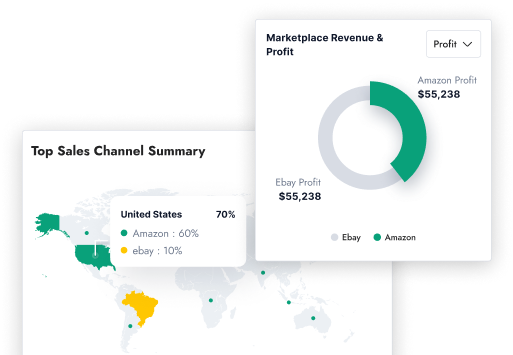 Marketplace Revenue &
Profit
Profit
Amazon Profit
$55,238
Ebay Profit
$55,238
Ebay
Amazon
Top Sales Channel Summary
United States 70%
Amazon : 60%
ebay : 10%